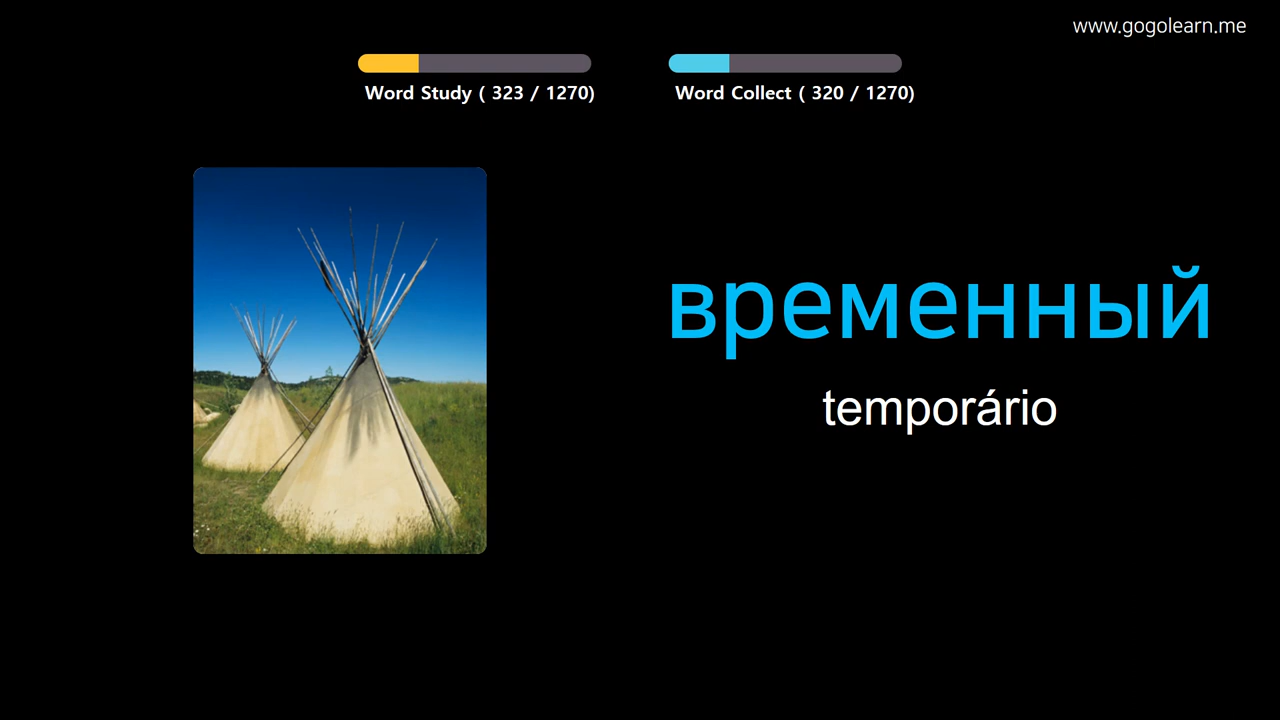 www.gogolearn.me
Word Study ( 323 / 1270)
Word Collect ( 320 / 1270)
временный
temporário